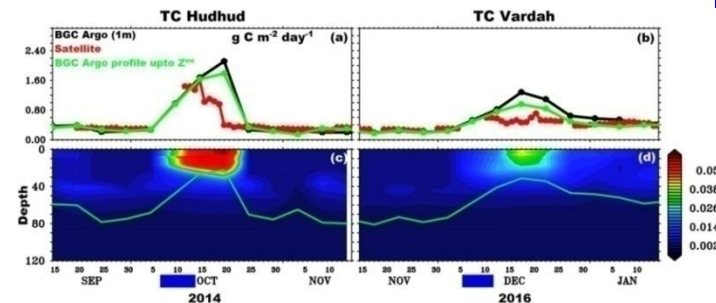 TC Hudhud TC Vardah
BGC Argo (1m) g C m⁻² day⁻¹ (a) (b)
Satellite
BGC Argo profile upto Zᵉᵘ
2.40
1.60
0.80
0.00
(c) (d)
Depth
0
40
80
120
0.05
0.036
0.026
0.014
0.002
15 20 25 30 5 10 15 20 25 30 5 10 15 20 25 30 5 10 15 20 25 30 5 10
SEP OCT NOV NOV DEC JAN
2014 2016